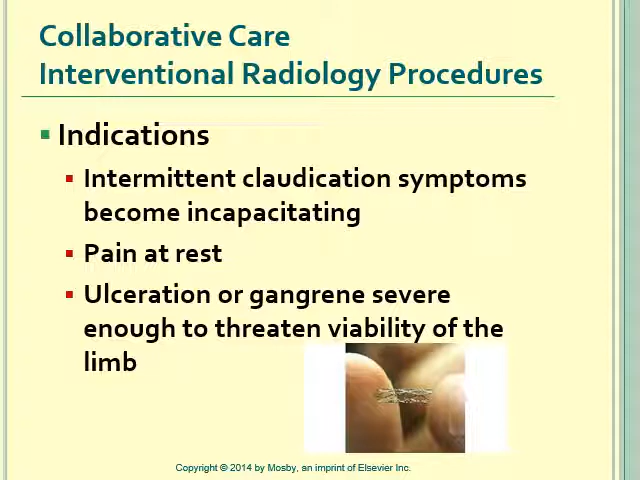 Collaborative Care
Interventional Radiology Procedures
Indications
Intermittent claudication symptoms
become incapacitating
Pain at rest
Ulceration or gangrene severe
enough to threaten viability of the
limb
Copyright © 2014 by Mosby, an imprint of Elsevier Inc.